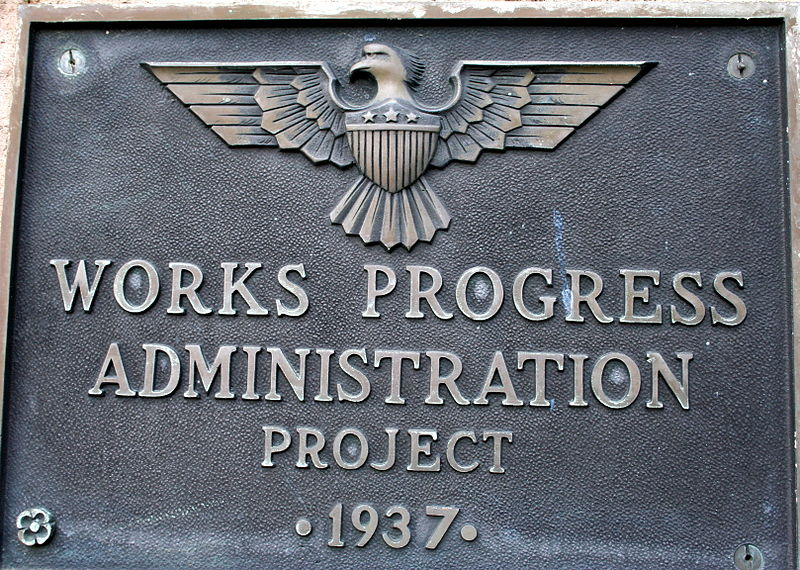 WORKS PROGRESS
ADMINISTRATION
PROJECT
• 1937 •